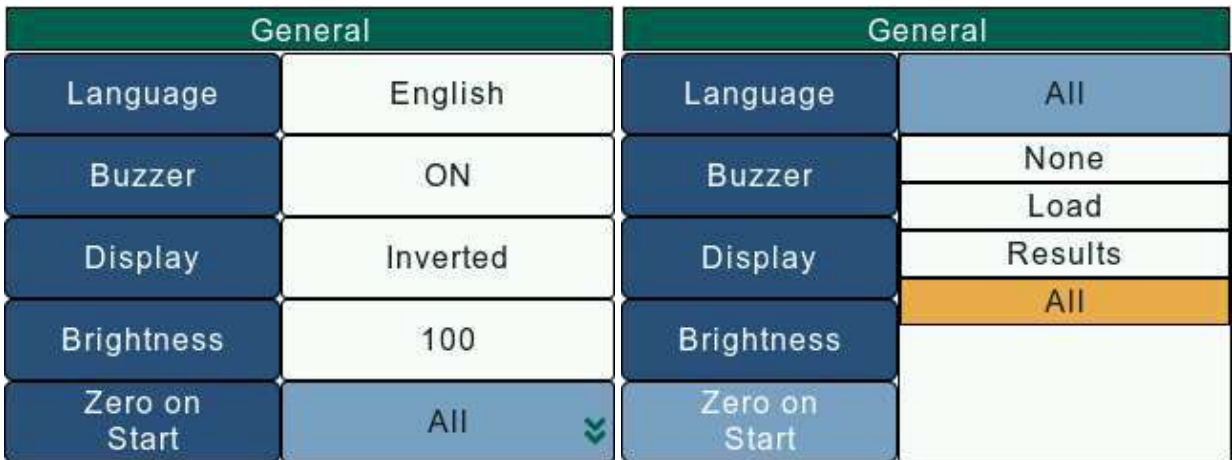 General
Language English
Buzzer ON
Display Inverted
Brightness 100
Zero on
Start
All
General
Language All
Buzzer
Display
Brightness
Zero on
Start
None
Load
Results
All